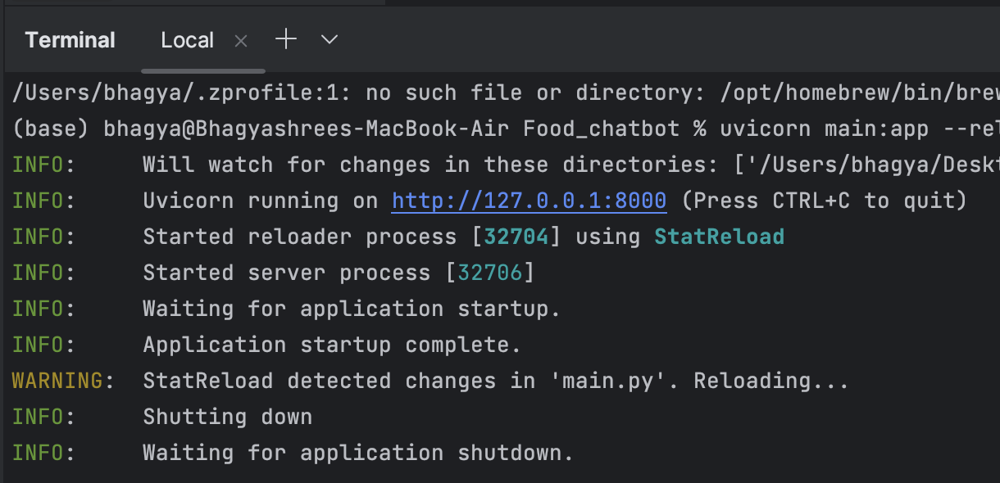 Terminal Local
/Users/bhagya/.zprofile:1: no such file or directory: /opt/homebrew/bin/brew
(base) bhagya@Bhagyashrees-MacBook-Air Food_chatbot % uvicorn main:app --rel
INFO: Will watch for changes in these directories: ['/Users/bhagya/Deskt
INFO: Uvicorn running on http://127.0.0.1:8000 (Press CTRL+C to quit)
INFO: Started reloader process [32704] using StatReload
INFO: Started server process [32706]
INFO: Waiting for application startup.
INFO: Application startup complete.
WARNING: StatReload detected changes in 'main.py'. Reloading...
INFO: Shutting down
INFO: Waiting for application shutdown.